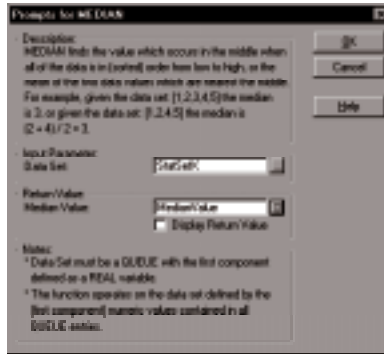 Prompts for MEDIAN
Description:
MEDIAN finds the value which occurs in the middle when
all of the data is in (sorted) order from low to high, or the
mean of the two data values which are nearest the middle.
For example, given the data set: [1,2,3,4,5] the median
is 3, or given the data set: [1,2,4,5] the median is
(2 + 4) / 2 = 3.
OK
Cancel
Help
Input Parameter:
Data Set:
StatSetX
Return Value:
Median Value:
MedianValue
Display Return Value
Notes:
* Data Set must be a QUEUE with the first component
defined as a REAL variable.
* The function operates on the data set defined by the
(first component) numeric values contained in all
QUEUE entries.